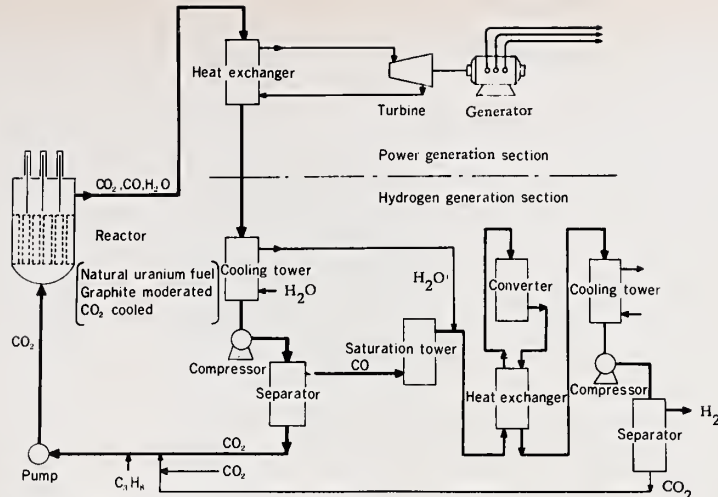 Heat exchanger
Turbine
Generator
Power generation section
Hydrogen generation section
CO₂,CO,H₂O
Reactor
Natural uranium fuel
Graphite moderated
CO₂ cooled
Cooling tower
H₂O
H₂O
Converter
Cooling tower
CO₂
Compressor
Separator
CO
Saturation tower
Heat exchanger
Compressor
H₂
Separator
Pump
CO₂
C₃H₈
CO₂
CO₂